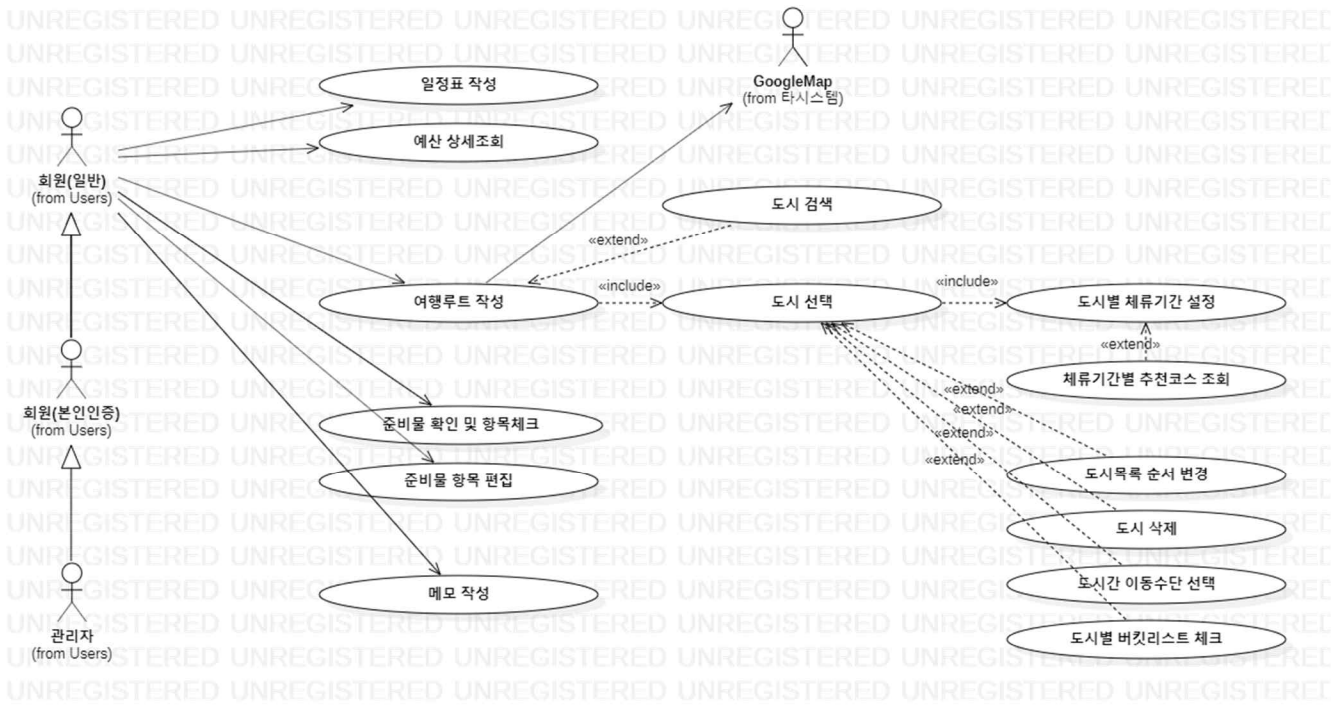 GoogleMap
(from 타시스템)
일정표 작성
예산 상세조회
회원(일반)
(from Users)
도시 검색
«extend»
여행루트 작성
«include»
도시 선택
«include»
도시별 체류기간 설정
«extend»
체류기간별 추천코스 조회
회원(본인인증)
(from Users)
준비물 확인 및 항목체크
준비물 항목 편집
«extend»
«extend»
«extend»
«extend»
도시목록 순서 변경
도시 삭제
도시간 이동수단 선택
도시별 버킷리스트 체크
메모 작성
관리자
(from Users)
UNREGISTERED UNREGISTERED UNREGISTERED UNREGISTERED UNREGISTERED UNREGISTERED